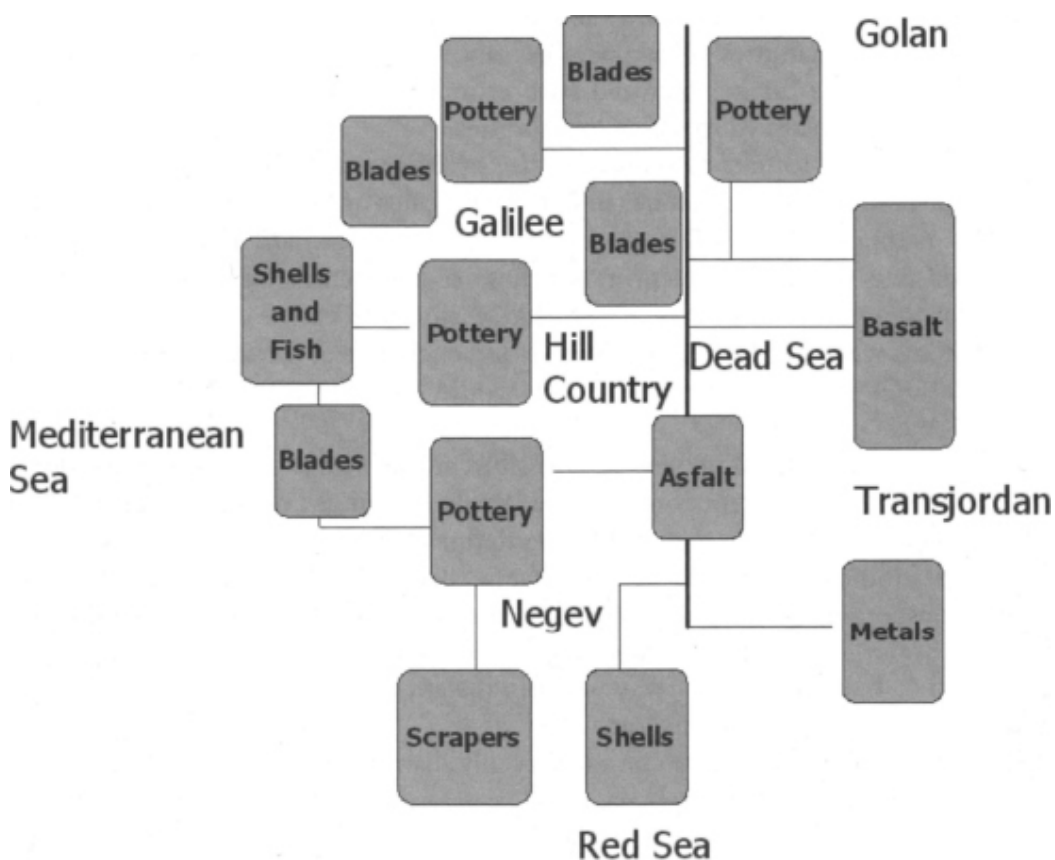 Golan
Blades
Pottery
Pottery
Blades
Galilee
Blades
Shells
and
Fish
Pottery
Hill
Country
Dead Sea
Basalt
Mediterranean
Sea
Blades
Pottery
Asfalt
Transjordan
Negev
Metals
Scrapers
Shells
Red Sea